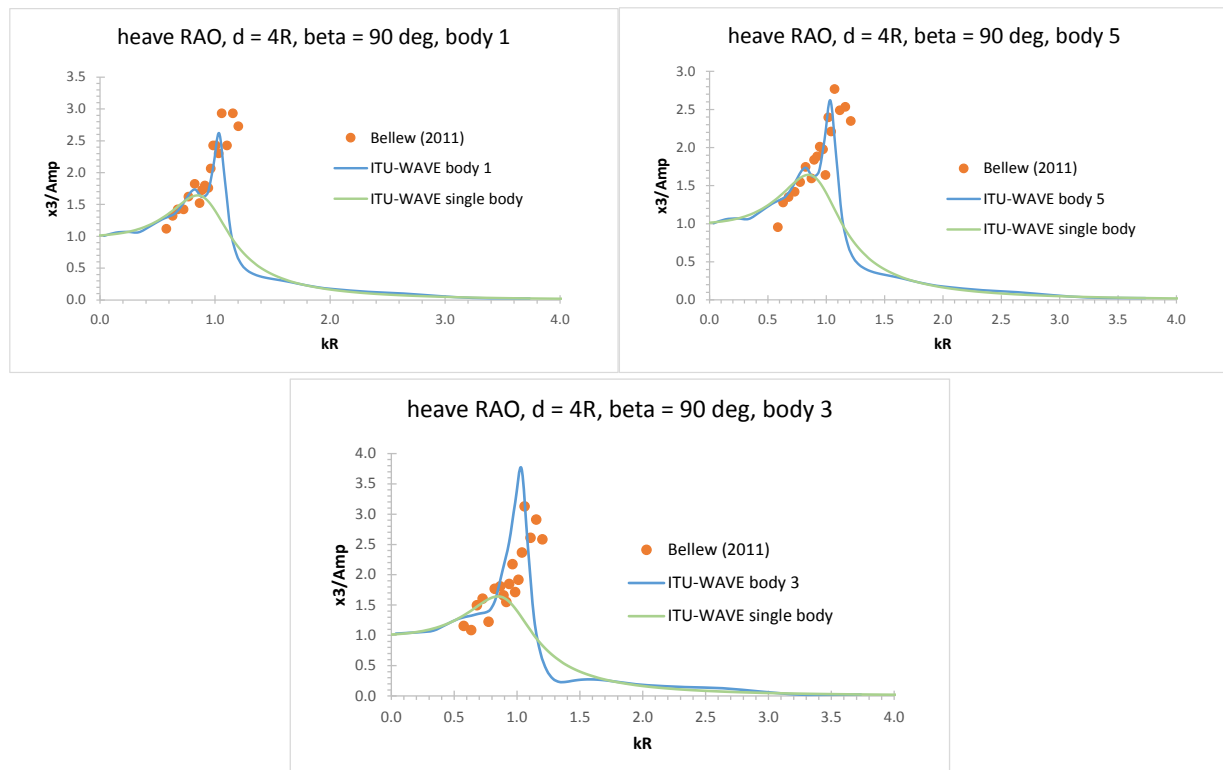 heave RAO, d = 4R, beta = 90 deg, body 1
3.5
3.0
2.5
2.0
1.5
1.0
0.5
0.0
x3/Amp
Bellew (2011)
ITU-WAVE body 1
ITU-WAVE single body
0.0 1.0 2.0 3.0 4.0
kR
heave RAO, d = 4R, beta = 90 deg, body 5
3.0
2.5
2.0
1.5
1.0
0.5
0.0
x3/Amp
Bellew (2011)
ITU-WAVE body 5
ITU-WAVE single body
0.0 0.5 1.0 1.5 2.0 2.5 3.0 3.5 4.0
kR
heave RAO, d = 4R, beta = 90 deg, body 3
4.0
3.5
3.0
2.5
2.0
1.5
1.0
0.5
0.0
x3/Amp
Bellew (2011)
ITU-WAVE body 3
ITU-WAVE single body
0.0 0.5 1.0 1.5 2.0 2.5 3.0 3.5 4.0
kR